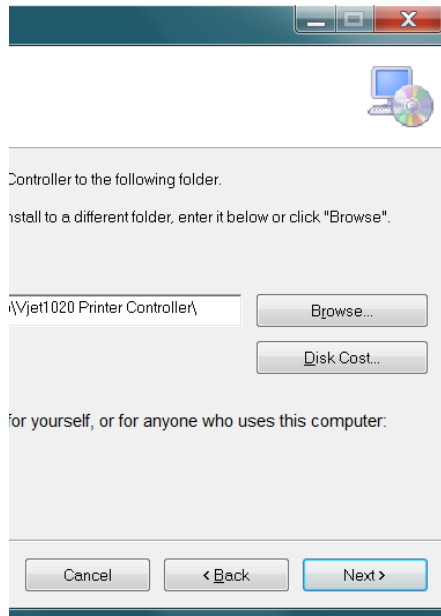 Controller to the following folder.
nstall to a different folder, enter it below or click "Browse".
\Vjet1020 Printer Controller\
Browse...
Disk Cost...
for yourself, or for anyone who uses this computer:
Cancel
< Back
Next >